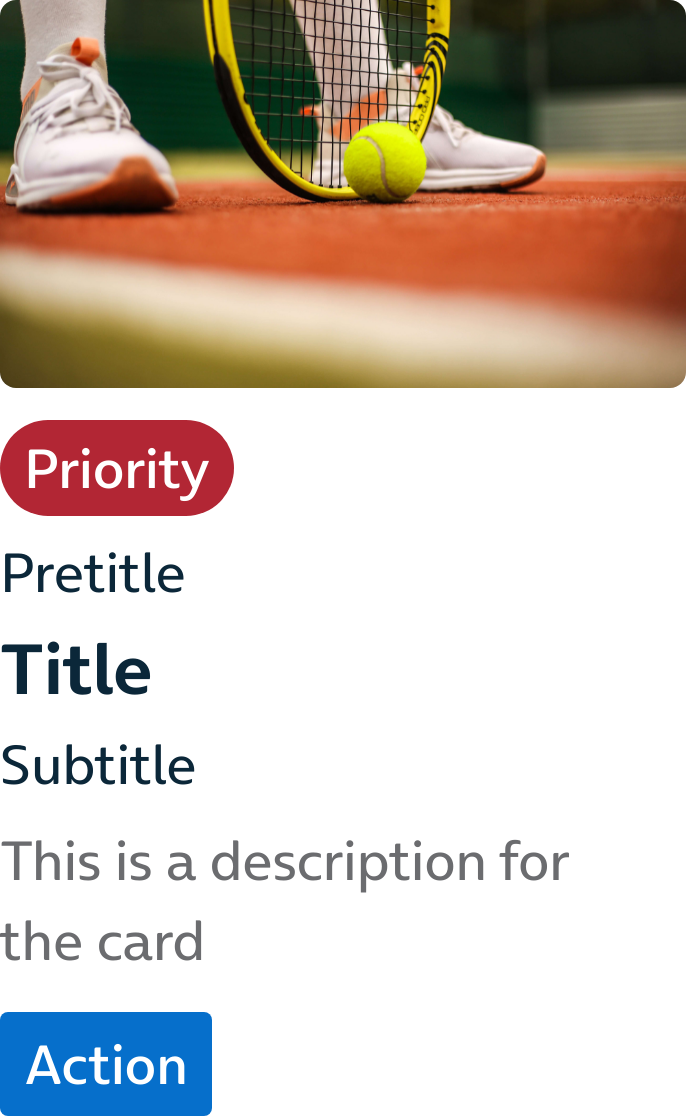 Priority
Pretitle
Title
Subtitle
This is a description for
the card
Action